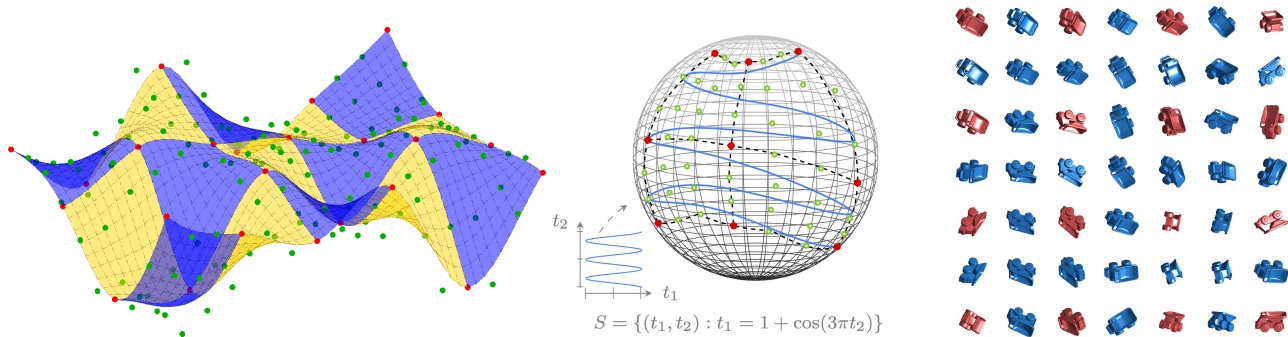 t₂
t₁
S = {(t₁, t₂) : t₁ = 1 + cos(3πt₂)}